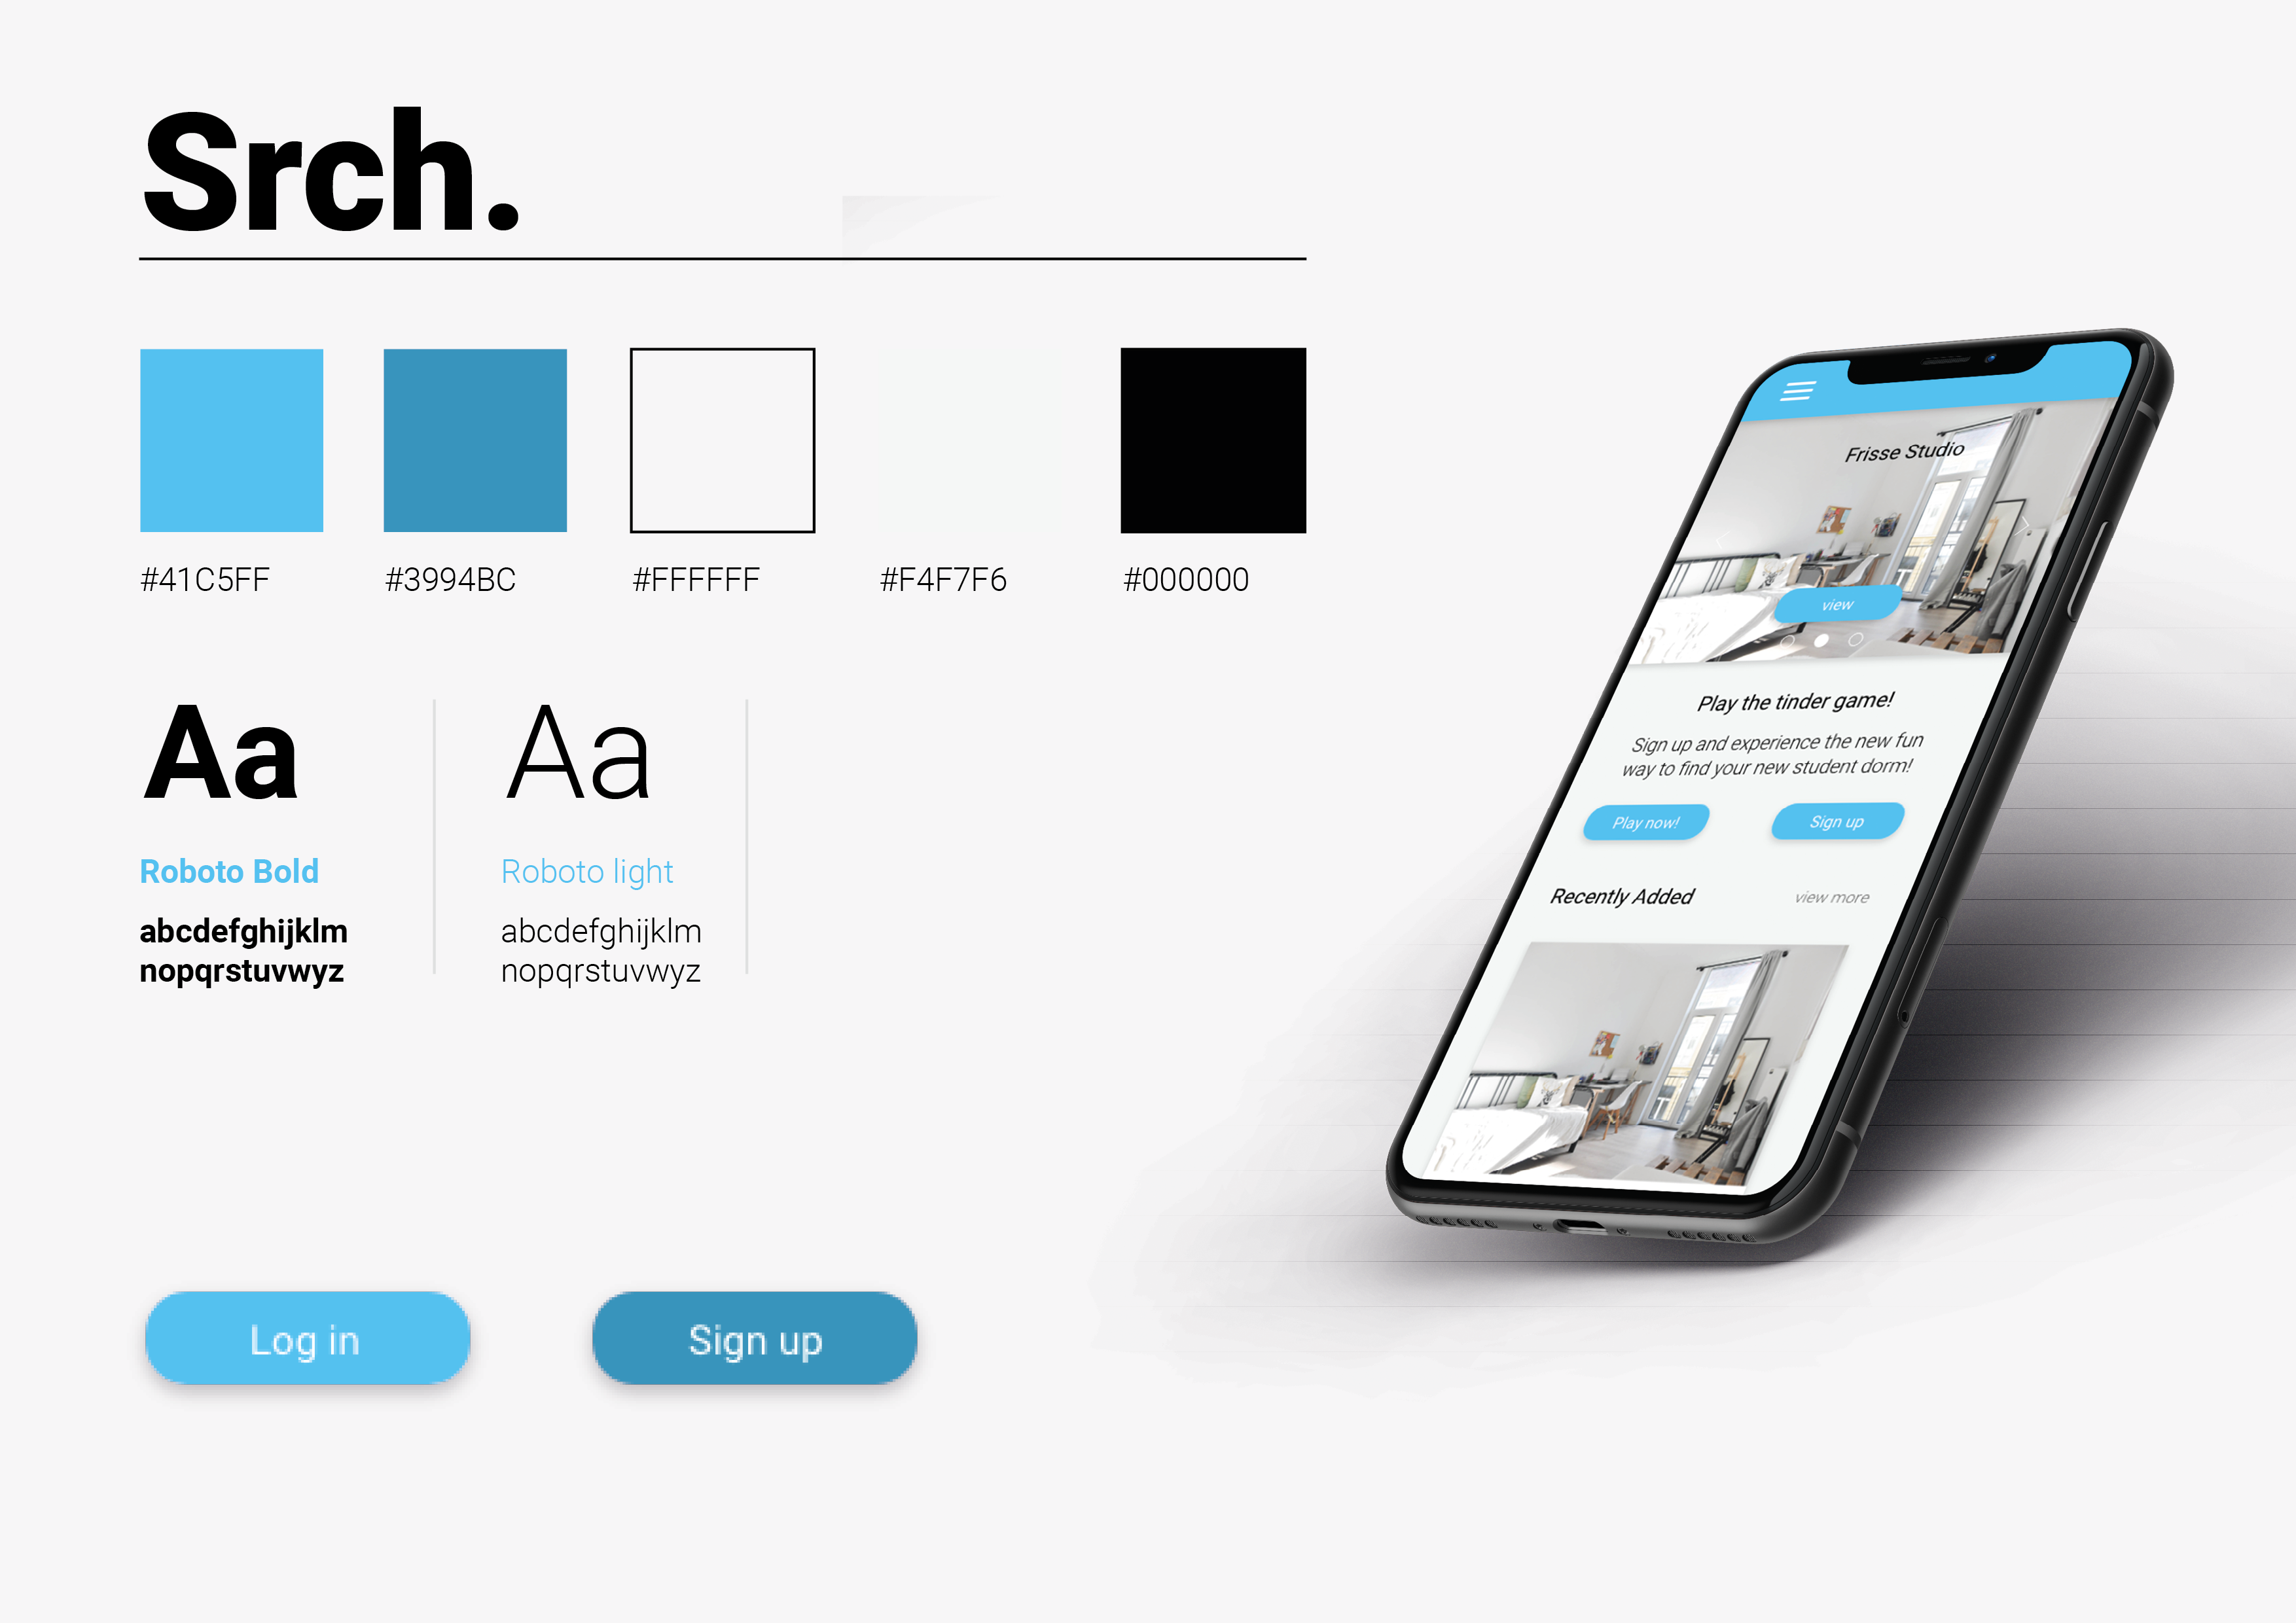 Srch.
#41C5FF
#3994BC
#FFFFFF
#F4F7F6
#000000
Aa
Roboto Bold
abcdefghijklm
nopqrstuvwyz
Aa
Roboto light
abcdefghijklm
nopqrstuvwyz
Log in
Sign up
Frisse Studio
view
Play the tinder game!
Sign up and experience the new fun
way to find your new student dorm!
Play now!
Sign up
Recently Added
view more